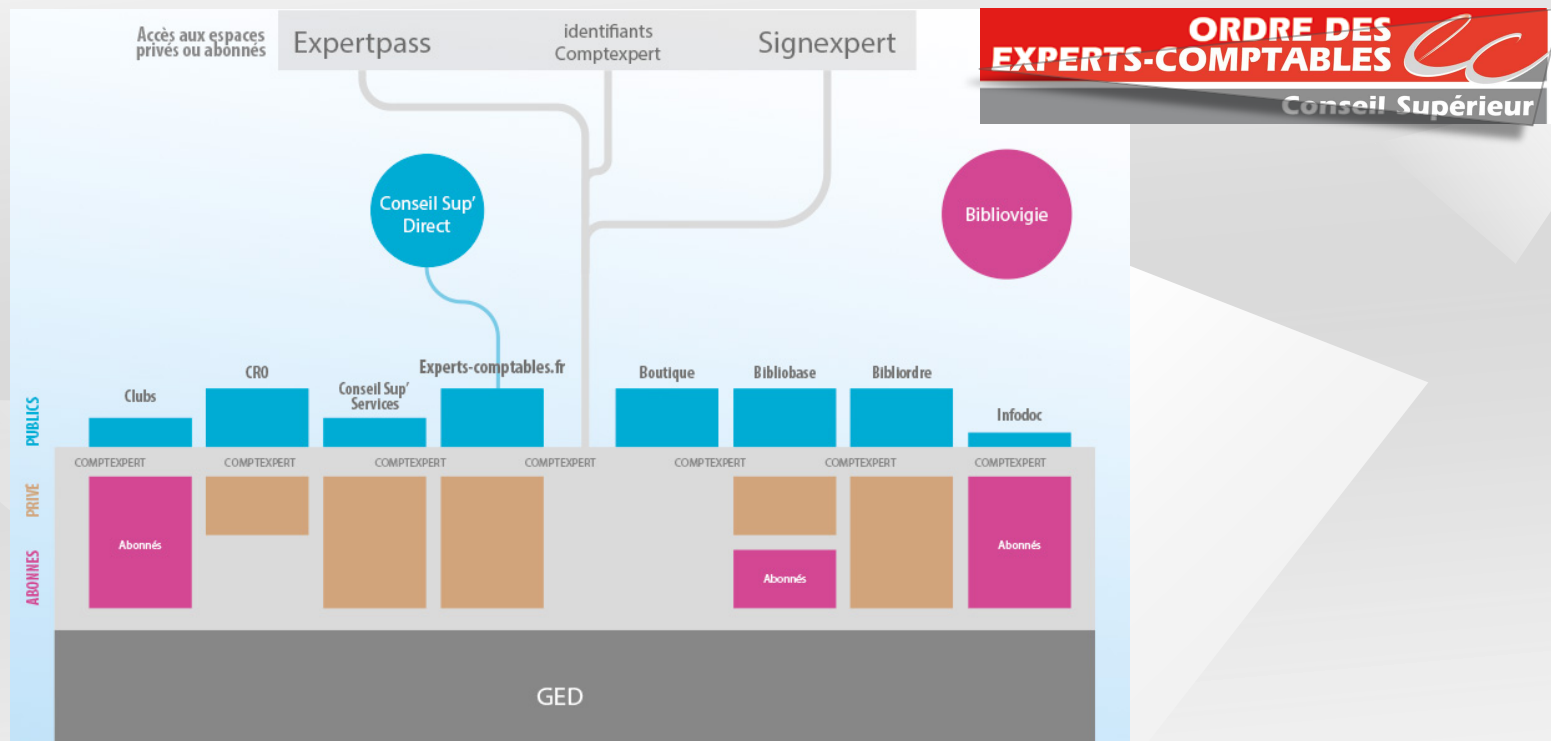 Accès aux espaces
privés ou abonnés
Expertpass
identifiants
Comptexpert
Signexpert
ORDRE DES
EXPERTS-COMPTABLES
Conseil Supérieur
Conseil Sup'
Direct
Bibliovigie
Clubs
CRO
Conseil Sup'
Services
Experts-comptables.fr
Boutique
Bibliobase
Bibliordre
Infodoc
PUBLICS
COMPTEXPERT
COMPTEXPERT
COMPTEXPERT
COMPTEXPERT
COMPTEXPERT
COMPTEXPERT
COMPTEXPERT
PRIVE
ABONNES
Abonnés
Abonnés
Abonnés
GED